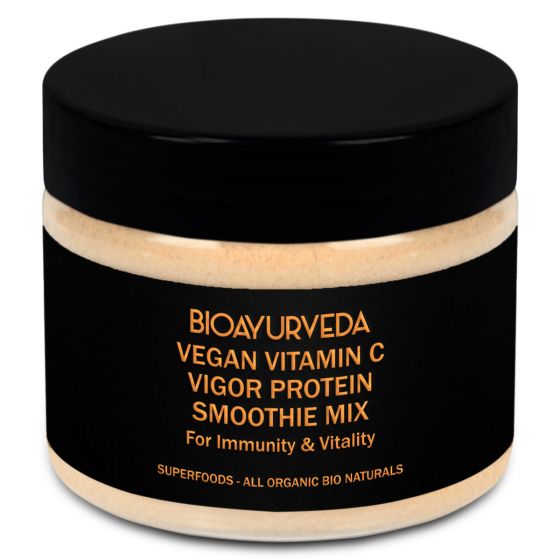 BIOAYURVEDA
VEGAN VITAMIN C
VIGOR PROTEIN
SMOOTHIE MIX
For Immunity & Vitality
SUPERFOODS - ALL ORGANIC BIO NATURALS